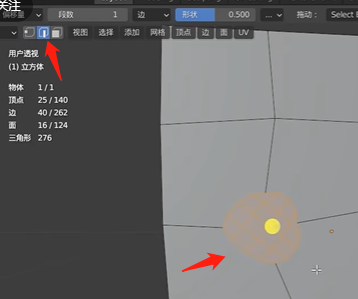 关注
偏移量 段数 1 边 形状 0.500 ... 拖动: Select B
视图 选择 添加 网格 顶点 边 面 UV
用户透视
(1) 立方体
物体 1 / 1
顶点 25 / 140
边 40 / 262
面 16 / 124
三角形 276